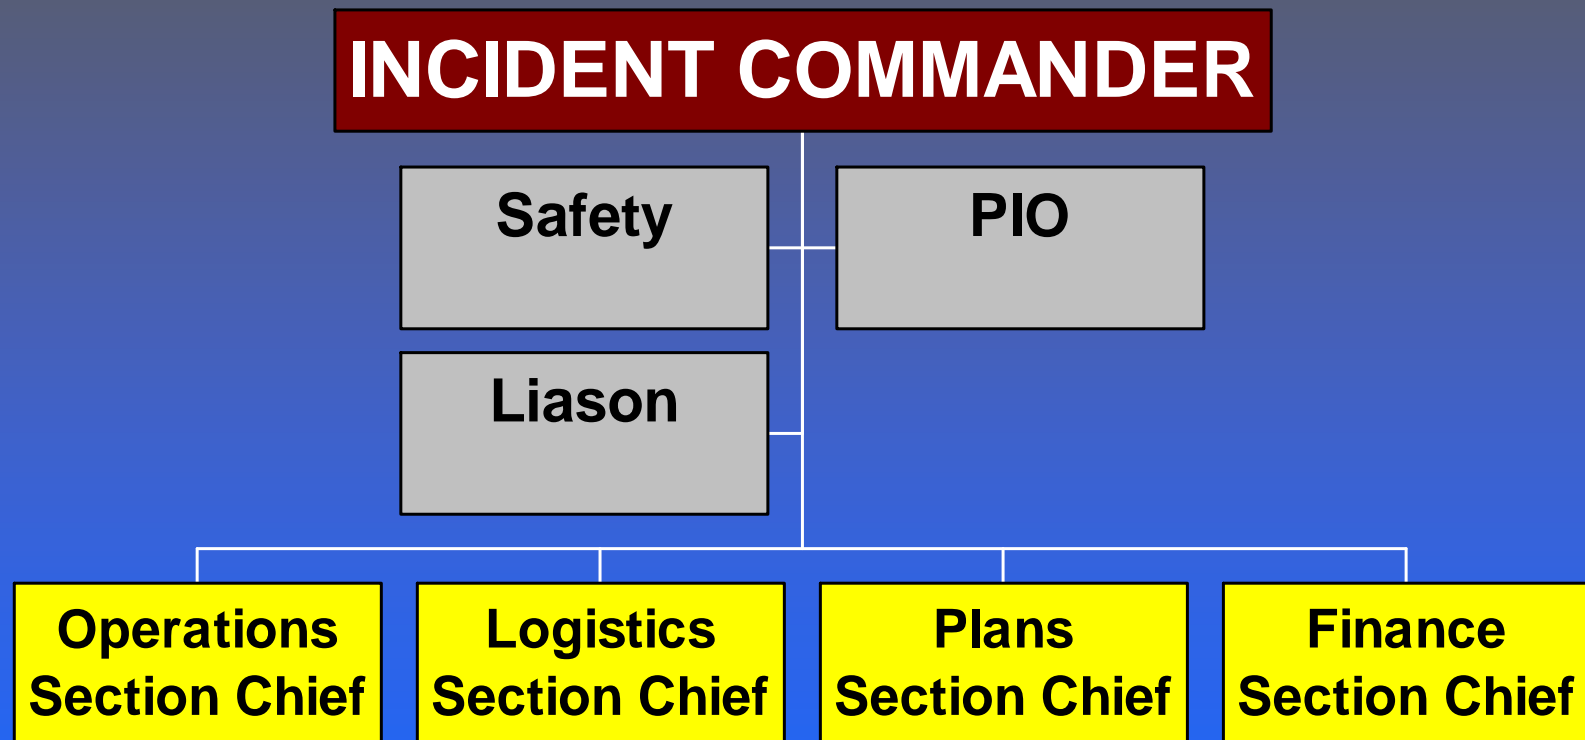 INCIDENT COMMANDER
Safety
PIO
Liason
Operations
Section Chief
Logistics
Section Chief
Plans
Section Chief
Finance
Section Chief